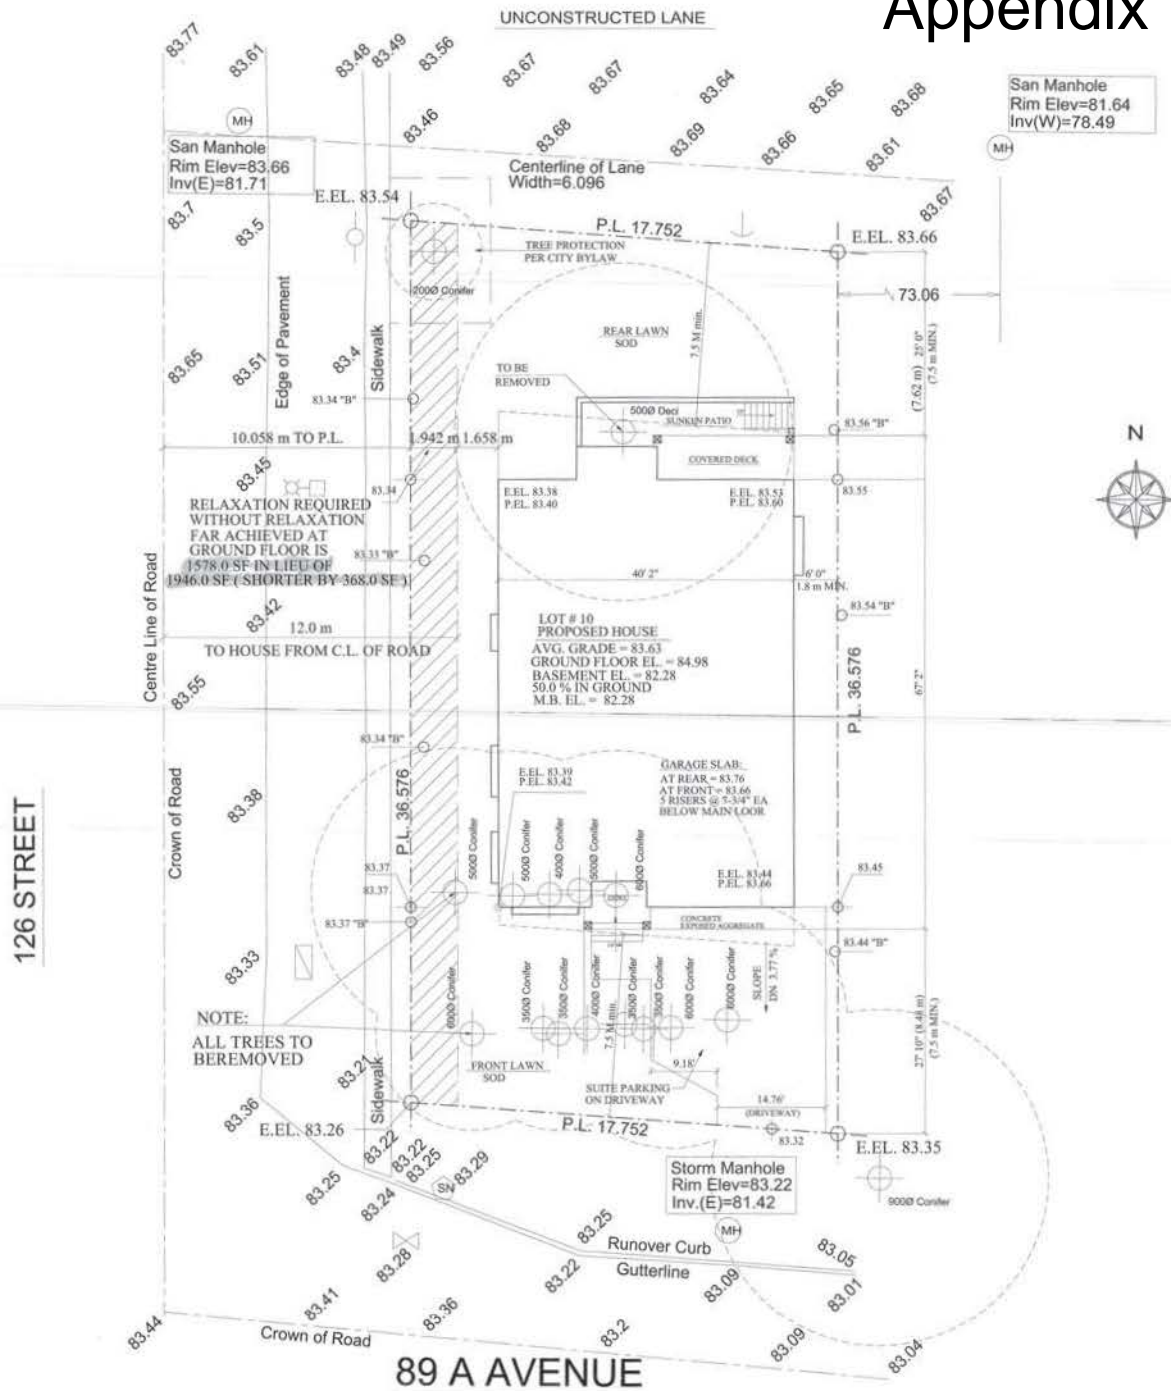 Appendix
UNCONSTRUCTED LANE
83.77
83.61
83.48
83.49
83.56
83.67
83.67
83.64
83.65
83.68
San Manhole
Rim Elev=81.64
Inv(W)=78.49
MH
MH
83.46
83.68
83.69
83.66
83.61
San Manhole
Rim Elev=83.66
Inv(E)=81.71
Centerline of Lane
Width=6.096
E.EL. 83.54
83.67
83.7
83.5
P.L. 17.752
E.EL. 83.66
TREE PROTECTION
PER CITY BYLAW
200Ø Conifer
73.06
Edge of Pavement
Sidewalk
REAR LAWN
SOD
7.5 M min.
(7.62 m) 25' 0"
(7.5 m MIN.)
83.65
83.51
83.4
TO BE
REMOVED
83.34 "B"
500Ø Deci
SUNKEN PATIO
83.56 "B"
10.058 m TO P.L.
1.942 m
1.658 m
COVERED DECK
N
83.45
83.34
E.EL. 83.38
P.EL. 83.40
E.EL. 83.53
P.EL. 83.60
83.55
RELAXATION REQUIRED
WITHOUT RELAXATION
FAR ACHIEVED AT
GROUND FLOOR IS
1578.0 SF IN LIEU OF
1946.0 SF ( SHORTER BY 368.0 SF )
83.33 "B"
40' 2"
6' 0"
1.8 m MIN.
83.54 "B"
Centre Line of Road
83.42
12.0 m
TO HOUSE FROM C.L. OF ROAD
LOT # 10
PROPOSED HOUSE
AVG. GRADE = 83.63
GROUND FLOOR EL. = 84.98
BASEMENT EL. = 82.28
50.0 % IN GROUND
M.B. EL. = 82.28
83.55
P.L. 36.576
67' 2"
83.34 "B"
E.EL. 83.39
P.EL. 83.42
GARAGE SLAB:
AT REAR = 83.76
AT FRONT = 83.66
5 RISERS @ 7-3/4" EA
BELOW MAIN LOOR
Crown of Road
83.38
P.L. 36.576
126 STREET
500Ø Conifer
500Ø Conifer
400Ø Conifer
500Ø Conifer
600Ø Conifer
83.37
83.37
83.37 "B"
E.EL. 83.44
P.EL. 83.66
83.45
CONCRETE
EXPOSED AGGREGATE
83.44 "B"
83.33
600Ø Conifer
350Ø Conifer
350Ø Conifer
400Ø Conifer
350Ø Conifer
350Ø Conifer
600Ø Conifer
600Ø Conifer
SLOPE
DN 3.77 %
7.5 M min.
27' 10" (8.48 m)
(7.5 m MIN.)
NOTE:
ALL TREES TO
BEREMOVED
83.21
Sidewalk
FRONT LAWN
SOD
9.18'
SUITE PARKING
ON DRIVEWAY
14.76'
(DRIVEWAY)
83.36
E.EL. 83.26
P.L. 17.752
83.32
E.EL. 83.35
83.22
83.22
83.25
83.29
83.25
83.24
SN
Storm Manhole
Rim Elev=83.22
Inv.(E)=81.42
900Ø Conifer
MH
83.28
83.25
Runover Curb
Gutterline
83.22
83.05
83.09
83.01
83.44
83.41
83.36
83.2
83.09
83.04
Crown of Road
89 A AVENUE